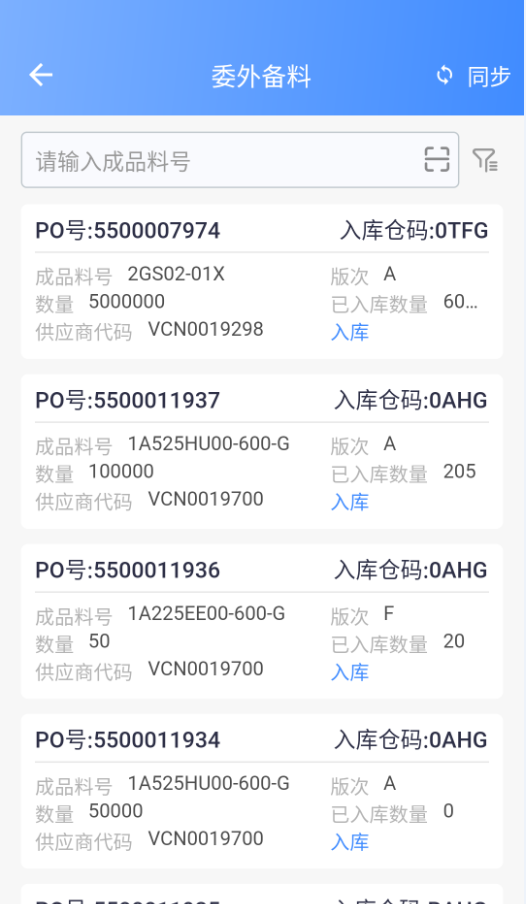 委外备料 同步
请输入成品料号
PO号:5500007974 入库仓码:0TFG
成品料号 2GS02-01X 版次 A
数量 5000000 已入库数量 60...
供应商代码 VCN0019298 入库
PO号:5500011937 入库仓码:0AHG
成品料号 1A525HU00-600-G 版次 A
数量 100000 已入库数量 205
供应商代码 VCN0019700 入库
PO号:5500011936 入库仓码:0AHG
成品料号 1A225EE00-600-G 版次 F
数量 50 已入库数量 20
供应商代码 VCN0019700 入库
PO号:5500011934 入库仓码:0AHG
成品料号 1A525HU00-600-G 版次 A
数量 50000 已入库数量 0
供应商代码 VCN0019700 入库